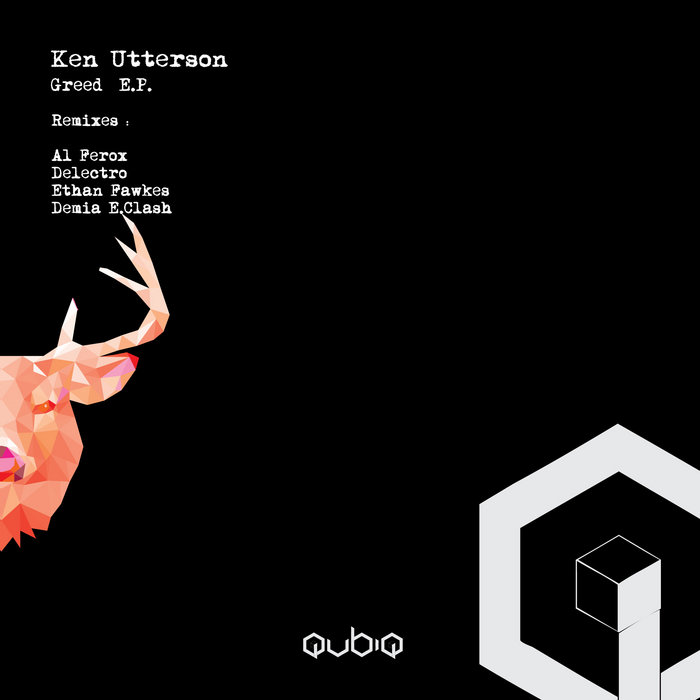 Ken Utterson
Greed E.P.
Remixes :
Al Ferox
Delectro
Ethan Fawkes
Demia E.Clash
QUBIQ